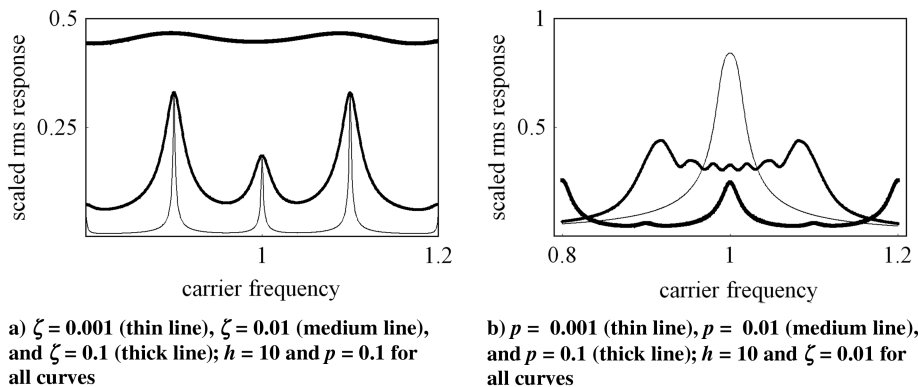 0.5
0.25
scaled rms response
1
1.2
carrier frequency
a) ζ = 0.001 (thin line), ζ = 0.01 (medium line),
and ζ = 0.1 (thick line); h = 10 and p = 0.1 for
all curves
1
0.5
scaled rms response
0.8
1
1.2
carrier frequency
b) p = 0.001 (thin line), p = 0.01 (medium line),
and p = 0.1 (thick line); h = 10 and ζ = 0.01 for
all curves